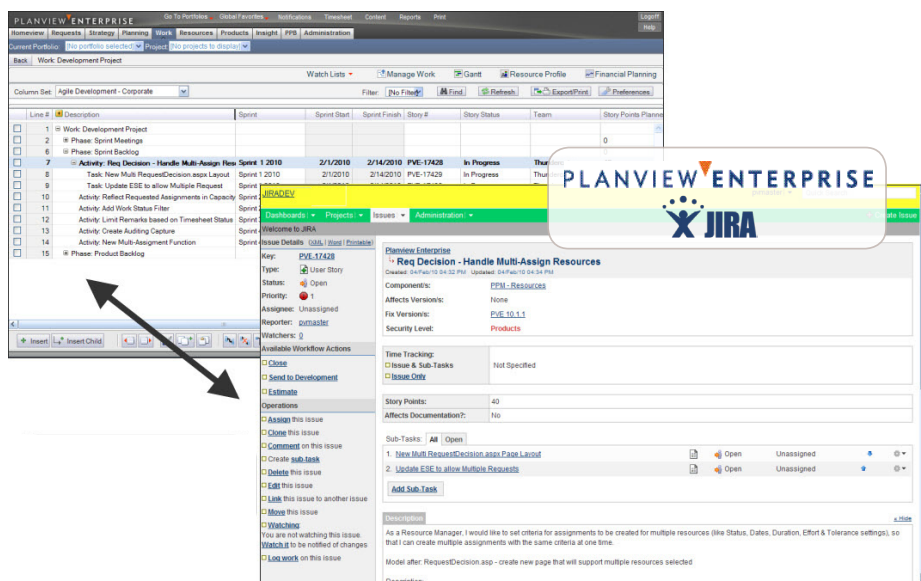 PLANVIEW ENTERPRISE
Go To Portfolios Global Favorites Notifications Timesheet Content Reports Print
Logoff
Help
Homeview Requests Strategy Planning Work Resources Products Insight PPB Administration
Current Portfolio: [No portfolio selected] Project: [No projects to display]
Back Work: Development Project
Watch Lists Manage Work Gantt Resource Profile Financial Planning
Column Set: Agile Development - Corporate Filter: [No Filter] Find Refresh Export/Print Preferences
Line # Description Sprint Sprint Start Sprint Finish Story # Story Status Team Story Points Planne
1 Work: Development Project
2 Phase: Sprint Meetings 0
6 Phase: Sprint Backlog
7 Activity: Req Decision - Handle Multi-Assign Res Sprint 1 2010 2/1/2010 2/14/2010 PVE-17428 In Progress
8 Task: New Multi RequestDecision.aspx Layout Sprint 1 2010 2/1/2010 2/14/2010 PVE-17429 In Progress
9 Task: Update ESE to allow Multiple Request
10 Activity: Reflect Requested Assignments in Capacity
11 Activity: Add Work Status Filter
12 Activity: Limit Remarks based on Timesheet Status
13 Activity: Create Auditing Capture
14 Activity: New Multi-Assigment Function
15 Phase: Product Backlog
Insert Insert Child
PLANVIEW ENTERPRISE
JIRA
JIRADEV
Dashboards Projects Issues Administration Create Issue
Welcome to JIRA
Issue Details (XML | Word | Printable)
Key: PVE-17428
Type: User Story
Status: Open
Priority: 1
Assignee: Unassigned
Reporter: pvmaster
Watchers: 0
Available Workflow Actions
Close
Send to Development
Estimate
Operations
Assign this issue
Clone this issue
Comment on this issue
Create sub-task
Delete this issue
Edit this issue
Link this issue to another issue
Move this issue
Watching:
You are not watching this issue.
Watch it to be notified of changes
Log work on this issue
Planview Enterprise
Req Decision - Handle Multi-Assign Resources
Created: 04/Feb/10 04:32 PM Updated: 04/Feb/10 04:34 PM
Component/s: PPM - Resources
Affects Version/s: None
Fix Version/s: PVE 10.1.1
Security Level: Products
Time Tracking:
Issue & Sub-Tasks Not Specified
Issue Only
Story Points: 40
Affects Documentation?: No
Sub-Tasks: All Open
1. New Multi RequestDecision.aspx Page Layout Open Unassigned
2. Update ESE to allow Multiple Requests Open Unassigned
Add Sub-Task
Description « Hide
As a Resource Manager, I would like to set criteria for assignments to be created for multiple resources (like Status, Dates, Duration, Effort & Tolerance settings), so
that I can create multiple assignments with the same criteria at one time.
Model after: RequestDecision.asp - create new page that will support multiple resources selected